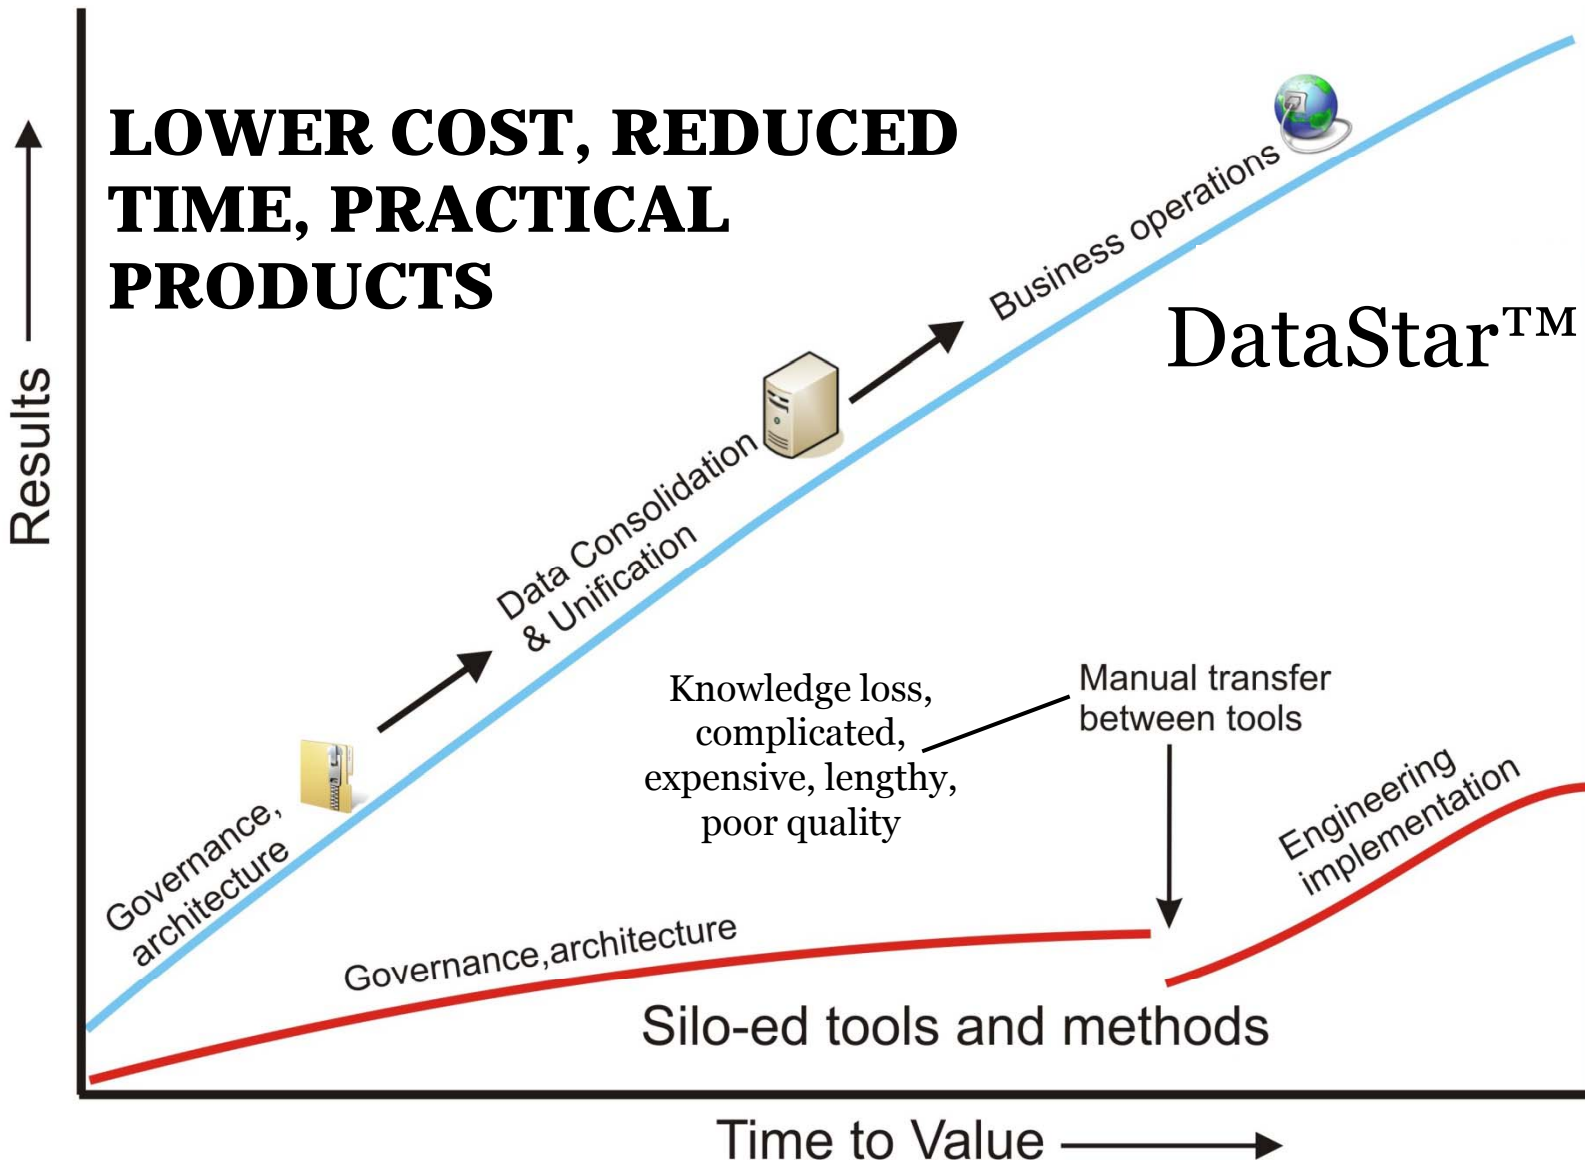 LOWER COST, REDUCED
TIME, PRACTICAL
PRODUCTS
Results
Business operations
DataStar™
Data Consolidation
& Unification
Governance,
architecture
Knowledge loss,
complicated,
expensive, lengthy,
poor quality
Manual transfer
between tools
Engineering
implementation
Governance,architecture
Silo-ed tools and methods
Time to Value